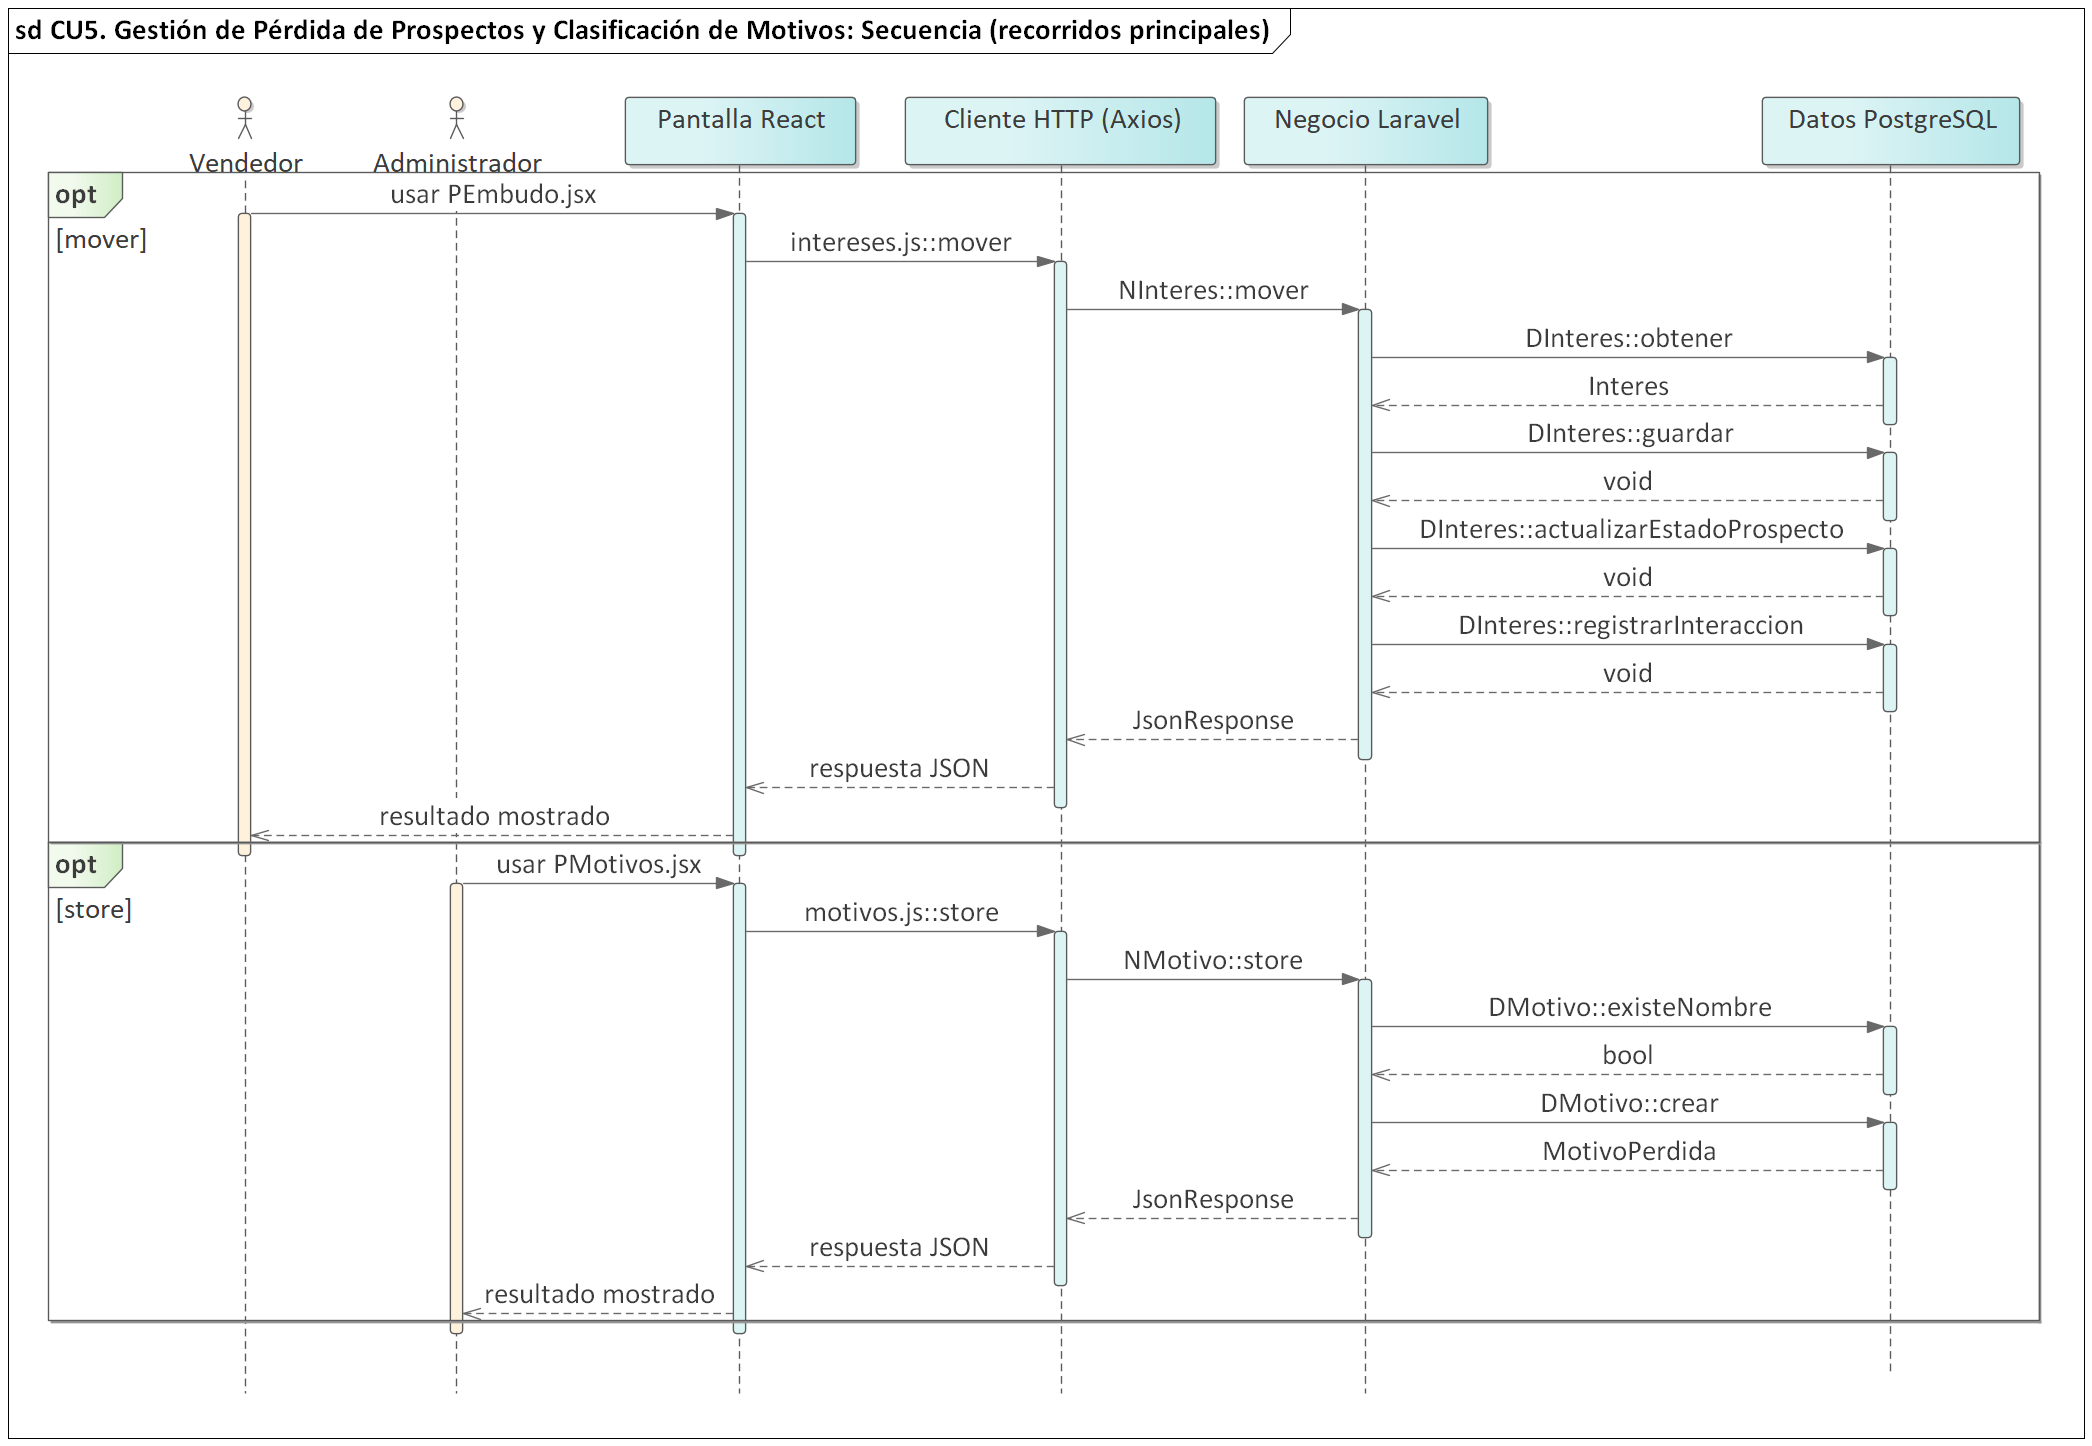 sd CU5. Gestión de Pérdida de Prospectos y Clasificación de Motivos: Secuencia (recorridos principales)
Vendedor
Administrador
Pantalla React
Cliente HTTP (Axios)
Negocio Laravel
Datos PostgreSQL
opt
[mover]
usar PEmbudo.jsx
intereses.js::mover
NInteres::mover
DInteres::obtener
Interes
DInteres::guardar
void
DInteres::actualizarEstadoProspecto
void
DInteres::registrarInteraccion
void
JsonResponse
respuesta JSON
resultado mostrado
opt
[store]
usar PMotivos.jsx
motivos.js::store
NMotivo::store
DMotivo::existeNombre
bool
DMotivo::crear
MotivoPerdida
JsonResponse
respuesta JSON
resultado mostrado